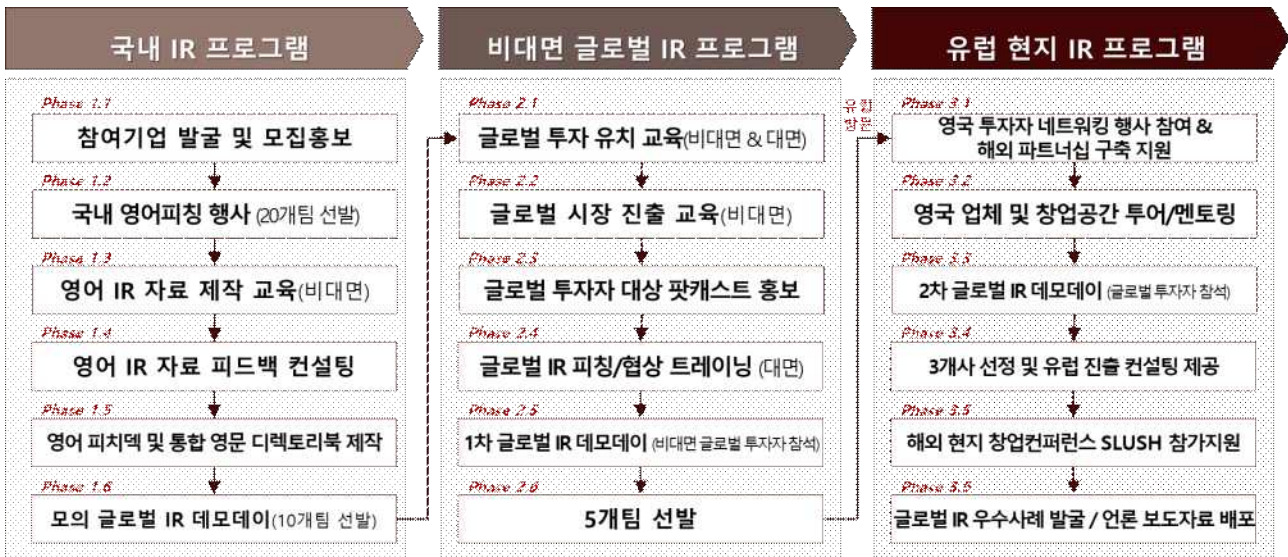 국내 IR 프로그램
Phase 1.1
참여기업 발굴 및 모집홍보
Phase 1.2
국내 영어피칭 행사 (20개팀 선발)
Phase 1.3
영어 IR 자료 제작 교육(비대면)
Phase 1.4
영어 IR 자료 피드백 컨설팅
Phase 1.5
영어 피치덱 및 통합 영문 디렉토리북 제작
Phase 1.6
모의 글로벌 IR 데모데이(10개팀 선발)
비대면 글로벌 IR 프로그램
Phase 2.1
글로벌 투자 유치 교육(비대면 & 대면)
Phase 2.2
글로벌 시장 진출 교육(비대면)
Phase 2.3
글로벌 투자자 대상 팟캐스트 홍보
Phase 2.4
글로벌 IR 피칭/협상 트레이닝 (대면)
Phase 2.5
1차 글로벌 IR 데모데이 (비대면 글로벌 투자자 참석)
Phase 2.6
5개팀 선발
유럽 현지 IR 프로그램
유럽
방문
Phase 3.1
영국 투자자 네트워킹 행사 참여 &
해외 파트너십 구축 지원
Phase 3.2
영국 업체 및 창업공간 투어/멘토링
Phase 3.3
2차 글로벌 IR 데모데이 (글로벌 투자자 참석)
Phase 3.4
3개사 선정 및 유럽 진출 컨설팅 제공
Phase 3.5
해외 현지 창업컨퍼런스 SLUSH 참가지원
Phase 3.6
글로벌 IR 우수사례 발굴 / 언론 보도자료 배포